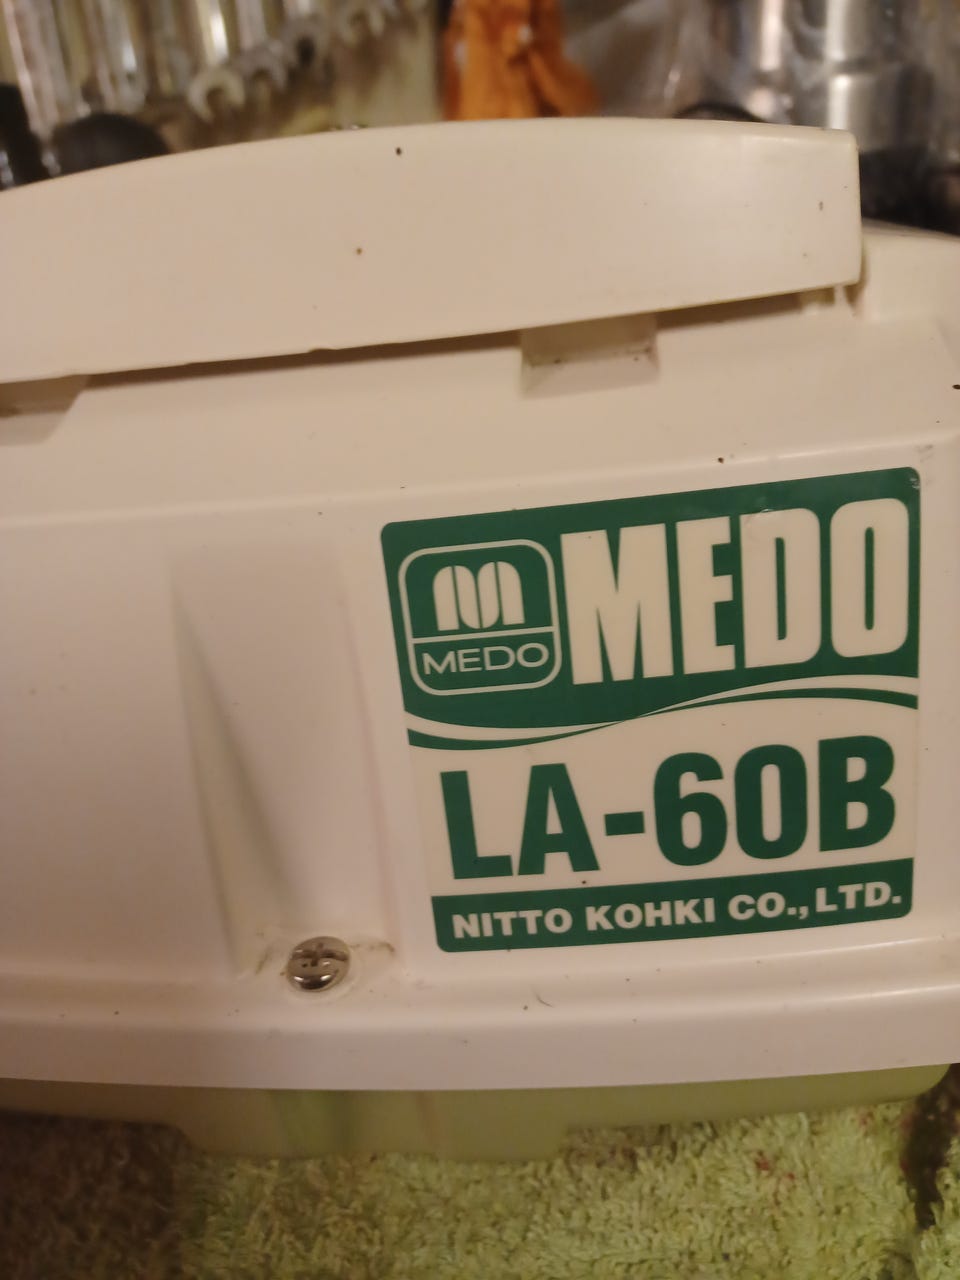 MEDO
MEDO
LA-60B
NITTO KOHKI CO., LTD.